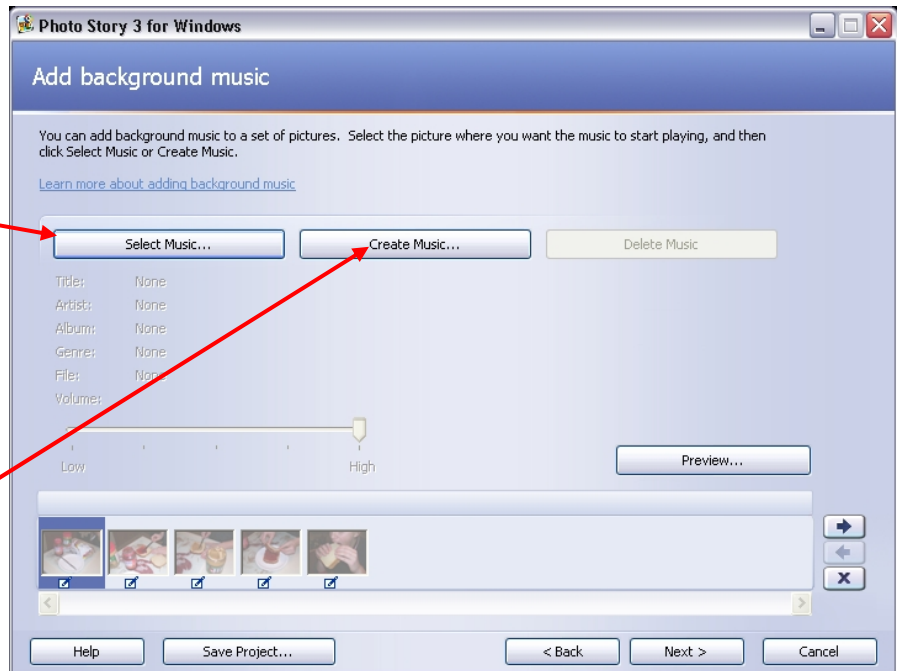 Photo Story 3 for Windows
Add background music
You can add background music to a set of pictures. Select the picture where you want the music to start playing, and then
click Select Music or Create Music.
Learn more about adding background music
Select Music... Create Music... Delete Music
Title: None
Artist: None
Album: None
Genre: None
File: None
Volume:
Low High
Preview...
Help Save Project... < Back Next > Cancel